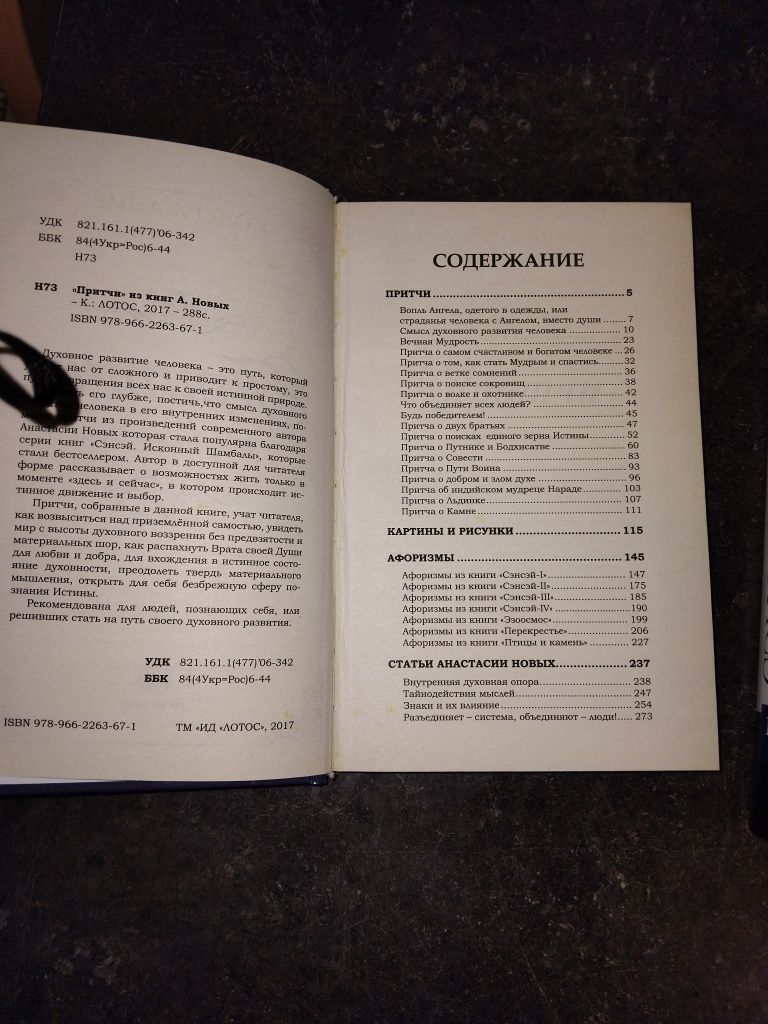 УДК 821.161.1(477)'06-342
ББК 84(4Укр=Рос)6-44
Н73
Н73 «Притчи» из книг А. Новых
– К.: ЛОТОС, 2017 – 288с.
ISBN 978-966-2263-67-1
Духовное развитие человека – это путь, который
нас от сложного и приводит к простому, это
вращения всех нас к своей истинной природе.
его глубже, постичь,что смысл духовного
человека в его внутренних изменениях, по-
из произведений современного автора
Анастасии Новых которая стала популярна благодаря
серии книг «Сэнсэй. Исконный Шамбалы», которые
стали бестселлером. Автор в доступной для читателя
форме рассказывает о возможностях жить только в
моменте «здесь и сейчас», в котором происходит ис-
тинное движение и выбор.
Притчи, собранные в данной книге, учат читателя,
как возвыситься над приземлённой самостью, увидеть
мир с высоты духовного воззрения без предвзятости и
материальных шор, как распахнуть Врата своей Души
для любви и добра, для вхождения в истинное состо-
яние духовности, преодолеть твердь материального
мышления, открыть для себя безбрежную сферу по-
знания Истины.
Рекомендована для людей, познающих себя, или
решивших стать на путь своего духовного развития.
УДК 821.161.1(477)'06-342
ББК 84(4Укр=Рос)6-44
ISBN 978-966-2263-67-1 ТМ «ИД «ЛОТОС», 2017
СОДЕРЖАНИЕ
ПРИТЧИ ... 5
Вопль Ангела, одетого в одежды, или
страданья человека с Ангелом, вместо души ... 7
Смысл духовного развития человека ... 10
Вечная Мудрость ... 23
Притча о самом счастливом и богатом человеке ... 26
Притча о том, как стать Мудрым и спастись ... 32
Притча о ветке сомнений ... 36
Притча о поиске сокровищ ... 38
Притча о волке и охотнике ... 42
Что объединяет всех людей? ... 44
Будь победителем! ... 45
Притча о двух братьях ... 47
Притча о поисках единого зерна Истины ... 52
Притча о Путнике и Бодхисатве ... 60
Притча о Совести ... 83
Притча о Пути Воина ... 93
Притча о добром и злом духе ... 96
Притча об индийском мудреце Нараде ... 103
Притча о Льдинке ... 107
Притча о Камне ... 111
КАРТИНЫ И РИСУНКИ ... 115
АФОРИЗМЫ ... 145
Афоризмы из книги «Сэнсэй-I» ... 147
Афоризмы из книги «Сэнсэй-II» ... 175
Афоризмы из книги «Сэнсэй-III» ... 185
Афоризмы из книги «Сэнсэй-IV» ... 190
Афоризмы из книги «Эзоосмос» ... 199
Афоризмы из книги «Перекрестье» ... 206
Афоризмы из книги «Птицы и камень» ... 227
СТАТЬИ АНАСТАСИИ НОВЫХ ... 237
Внутренняя духовная опора ... 238
Тайнодействия мыслей ... 247
Знаки и их влияние ... 254
Разъединяет – система, объединяют – люди! ... 273